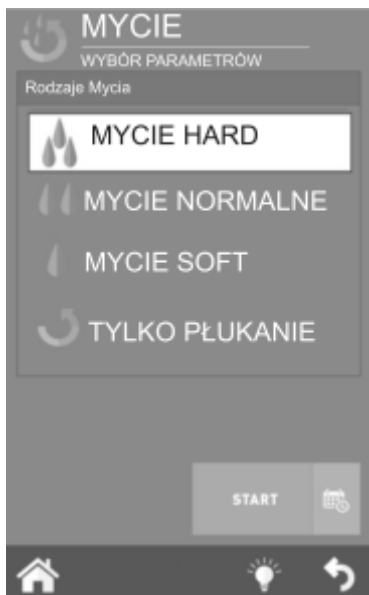 MYCIE
WYBÓR PARAMETRÓW
Rodzaje Mycia
MYCIE HARD
MYCIE NORMALNE
MYCIE SOFT
TYLKO PŁUKANIE
START